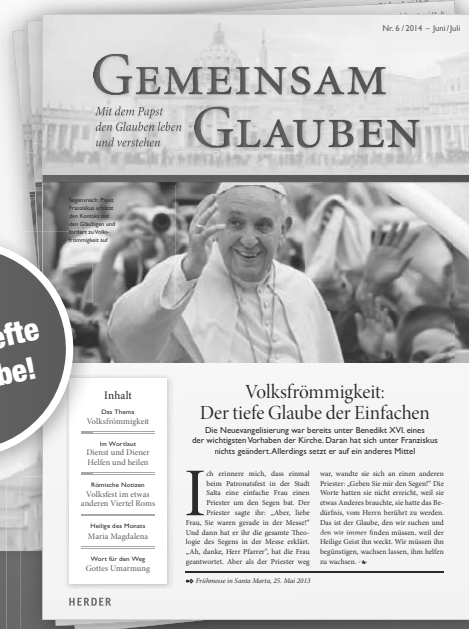 Nr. 6 / 2014 – Juni/Juli
GEMEINSAM
GLAUBEN
Mit dem Papst
den Glauben leben
und verstehen
Segensreich: Papst
Franziskus schätzt
den Kontakt mit
den Gläubigen und
fordert zu Volks-
frömmigkeit auf
efte
be!
Inhalt
Das Thema
Volksfrömmigkeit
Im Wortlaut
Dienst und Diener
Helfen und heilen
Römische Notizen
Volksfest im etwas
anderen Viertel Roms
Heilige des Monats
Maria Magdalena
Wort für den Weg
Gottes Umarmung
Volksfrömmigkeit:
Der tiefe Glaube der Einfachen
Die Neuevangelisierung war bereits unter Benedikt XVI. eines
der wichtigsten Vorhaben der Kirche. Daran hat sich unter Franziskus
nichts geändert. Allerdings setzt er auf ein anderes Mittel
Ich erinnere mich, dass einmal
beim Patronatsfest in der Stadt
Salta eine einfache Frau einen
Priester um den Segen bat. Der
Priester sagte ihr: „Aber, liebe
Frau, Sie waren gerade in der Messe!“
Und dann hat er ihr die gesamte Theo-
logie des Segens in der Messe erklärt.
„Ah, danke, Herr Pfarrer“, hat die Frau
geantwortet. Aber als der Priester weg
war, wandte sie sich an einen anderen
Priester: „Geben Sie mir den Segen!“ Die
Worte hatten sie nicht erreicht, weil sie
etwas Anderes brauchte, sie hatte das Be-
dürfnis, vom Herrn berührt zu werden.
Das ist der Glauben, den wir suchen und
den wir immer finden müssen, weil der
Heilige Geist ihn weckt. Wir müssen ihn
begünstigen, wachsen lassen, ihm helfen
zu wachsen.
Frühmesse in Santa Marta, 25. Mai 2013
HERDER